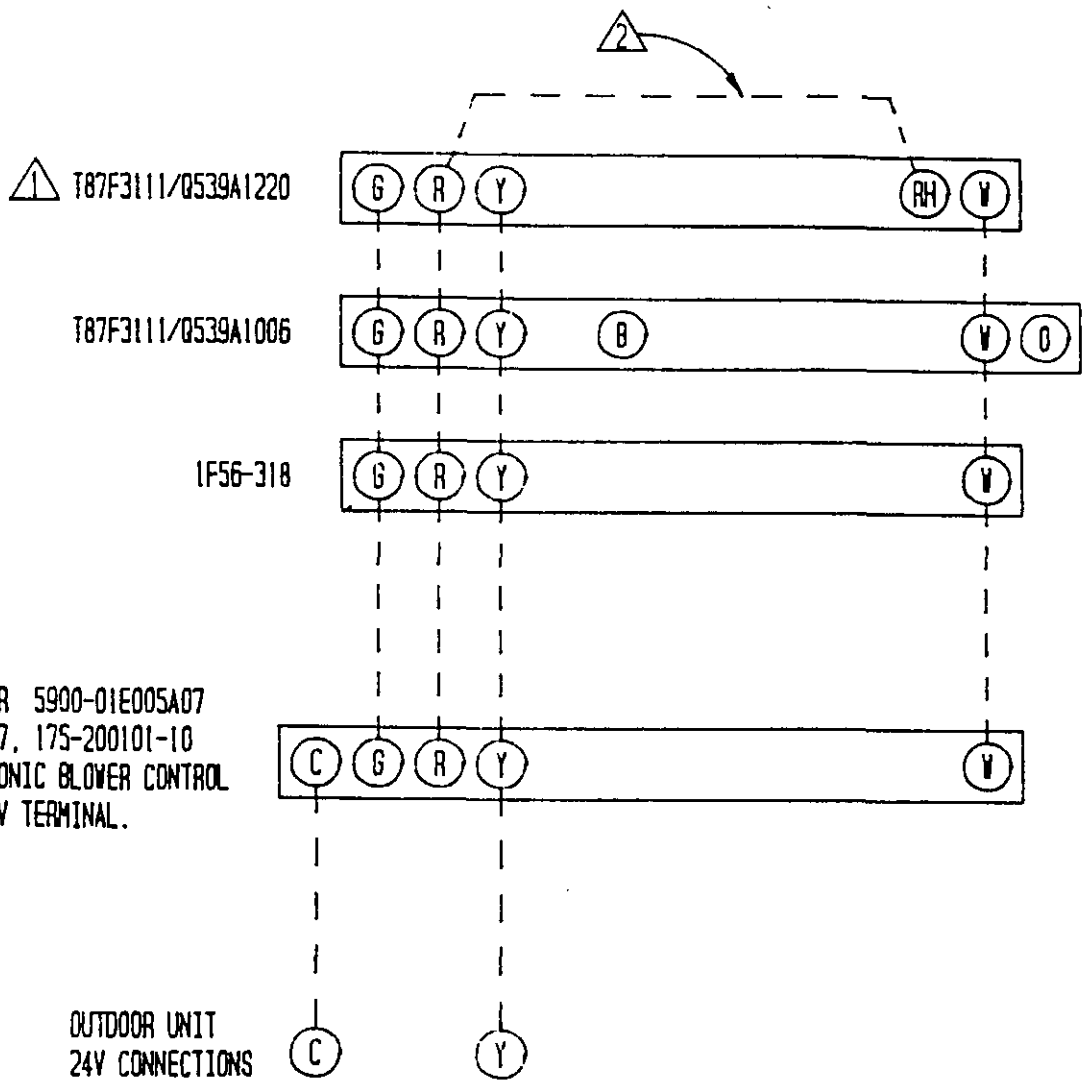 2
1 T87F3111/Q539A1220 G R Y RH W
T87F3111/Q539A1006 G R Y B W O
1F56-318 G R Y W
R 5900-01E005A07
7, 175-200101-10
ONIC BLOWER CONTROL
V TERMINAL.
C G R Y W
OUTDOOR UNIT
24V CONNECTIONS
C Y